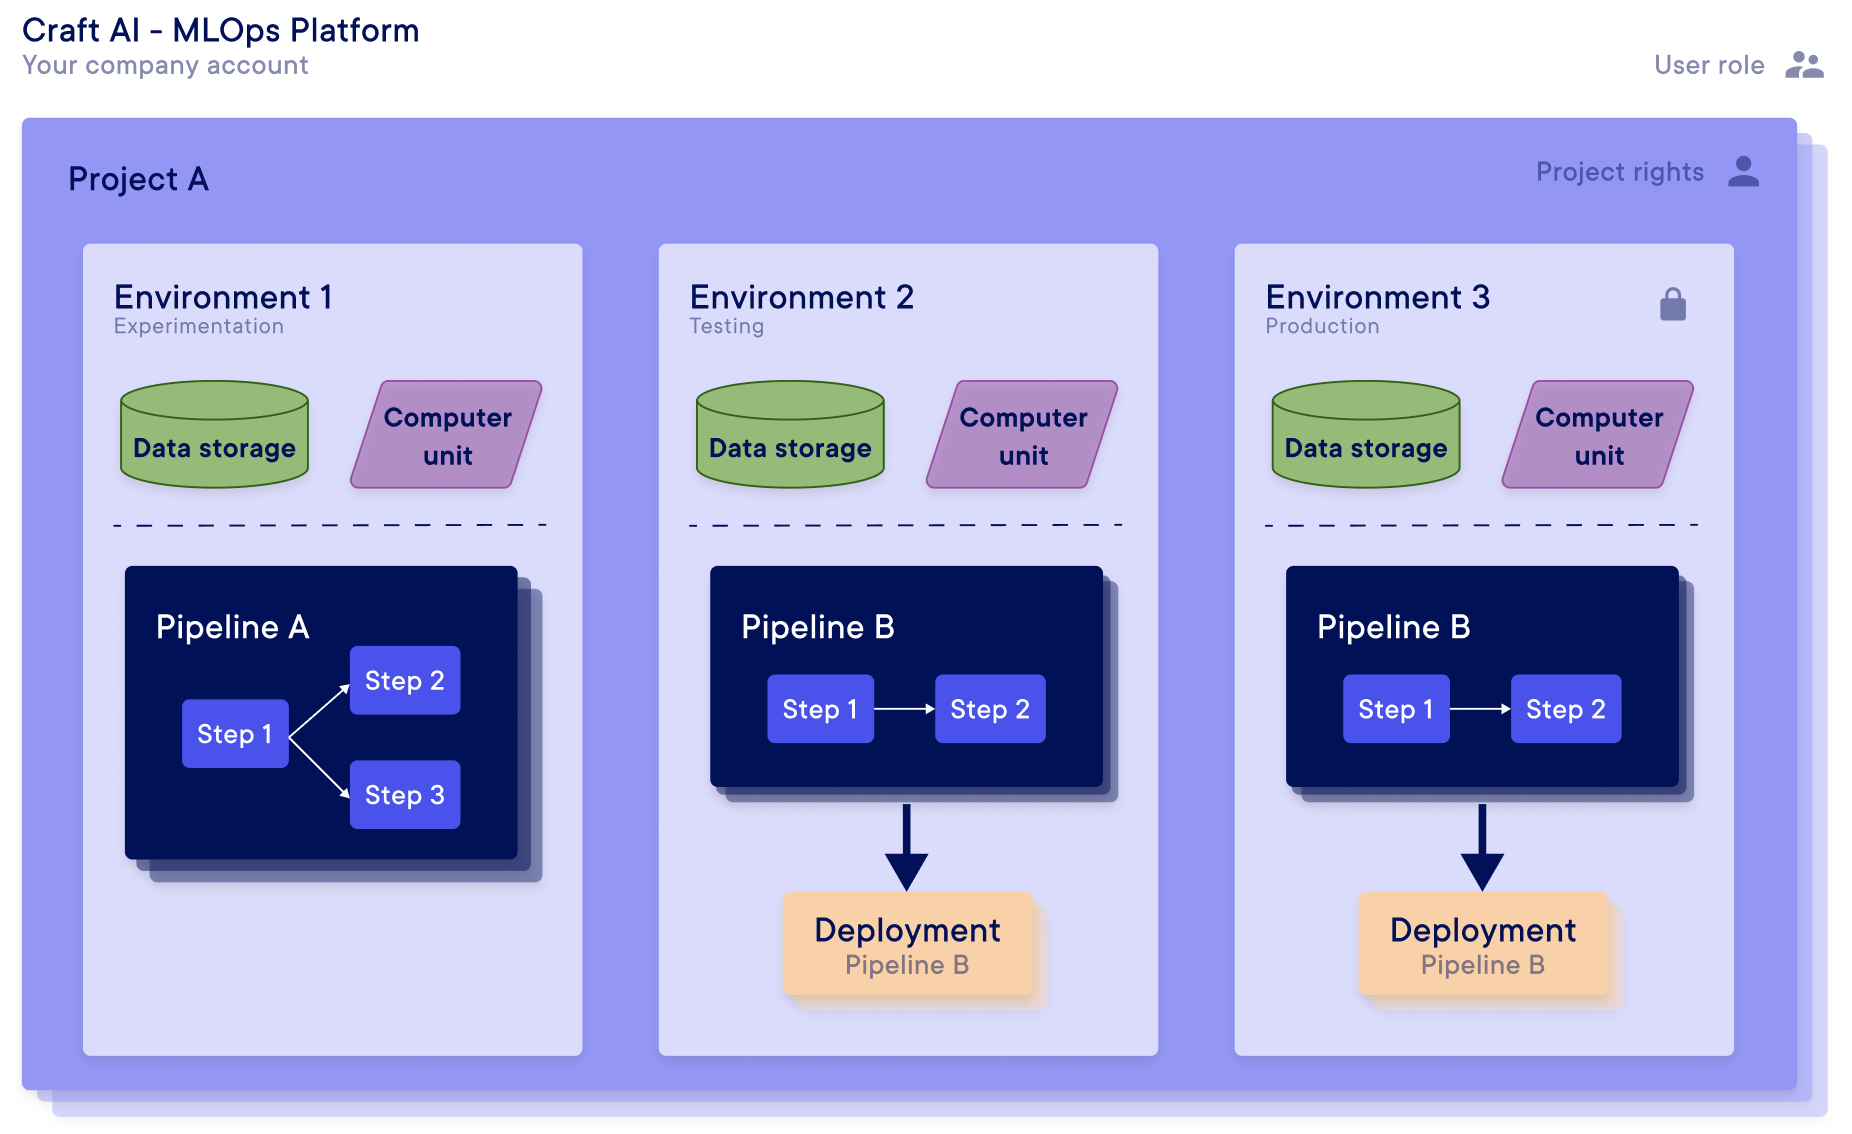 Craft AI - MLOps Platform
Your company account
User role
Project A
Project rights
Environment 1
Experimentation
Data storage
Computer
unit
Pipeline A
Step 1
Step 2
Step 3
Environment 2
Testing
Data storage
Computer
unit
Pipeline B
Step 1
Step 2
Deployment
Pipeline B
Environment 3
Production
Data storage
Computer
unit
Pipeline B
Step 1
Step 2
Deployment
Pipeline B